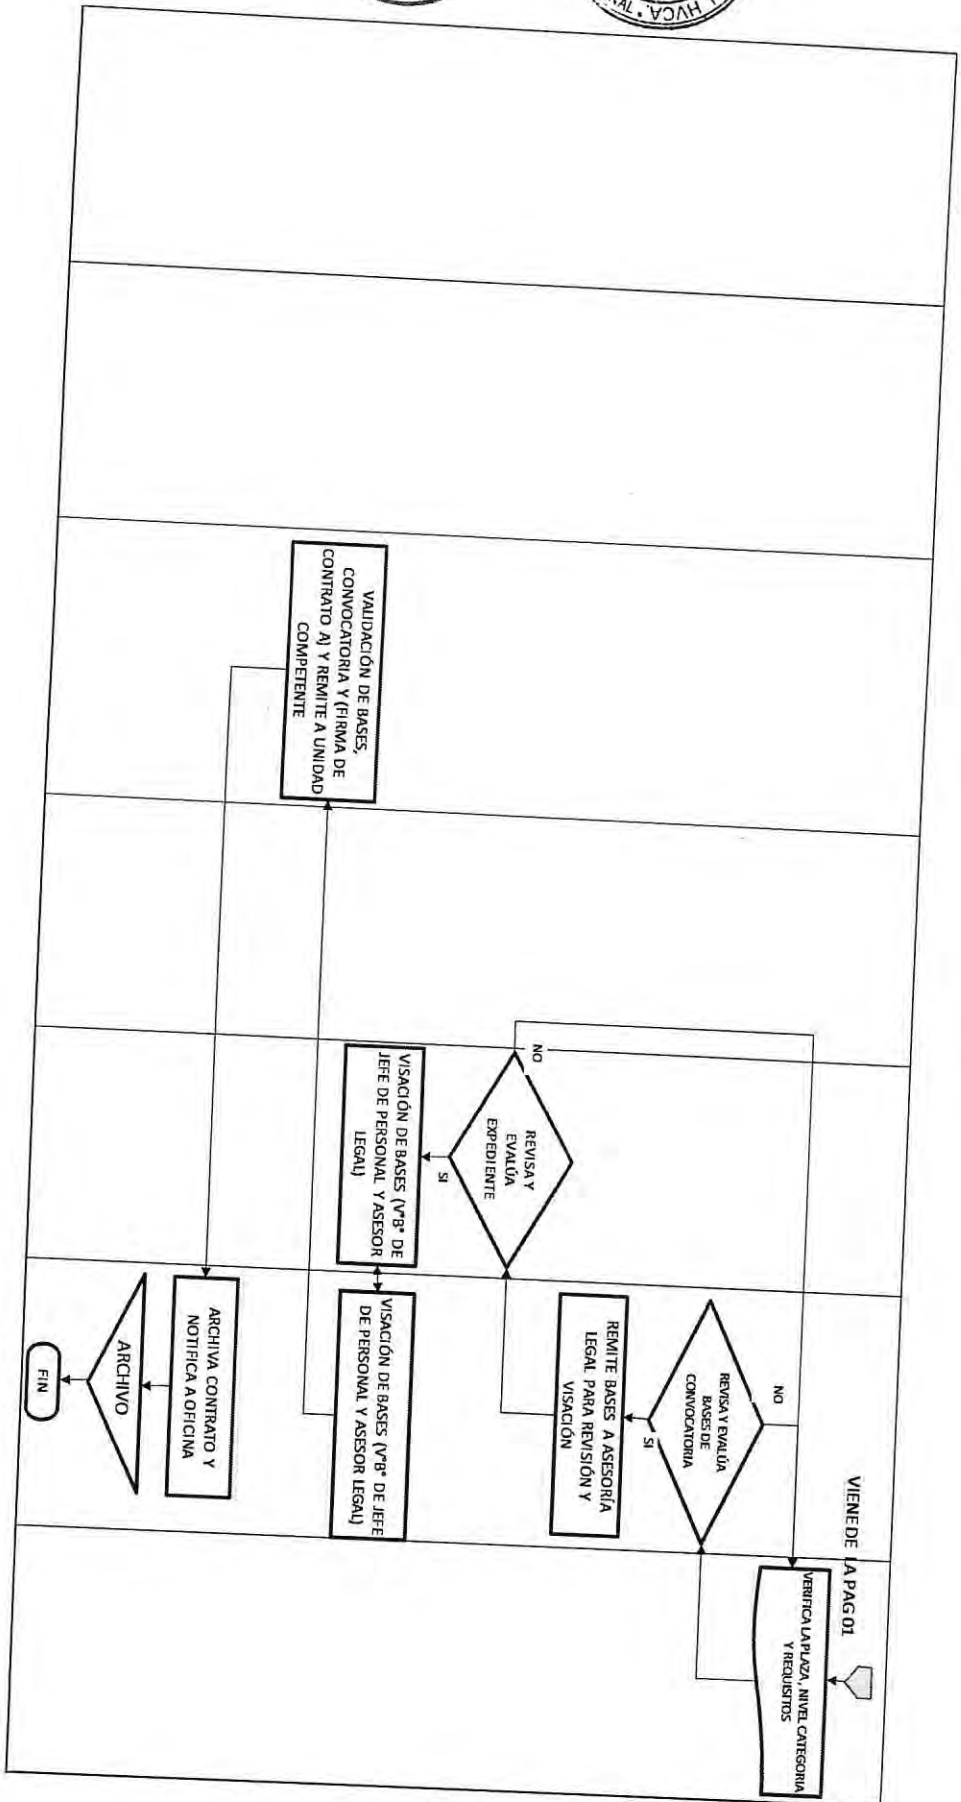 VIENE DE LA PAG 01
VERIFICA LA PLAZA, NIVEL CATEGORIA
Y REQUISITOS
NO
REVISA Y EVALÚA
BASES DE
CONVOCATORIA
SI
REMITE BASES A ASESORÍA
LEGAL PARA REVISIÓN Y
VISACIÓN
NO
REVISA Y
EVALÚA
EXPEDIENTE
SI
VISACIÓN DE BASES (V°B° DE
JEFE DE PERSONAL Y ASESOR
LEGAL)
VISACIÓN DE BASES (V°B° DE JEFE
DE PERSONAL Y ASESOR LEGAL)
VALIDACIÓN DE BASES,
CONVOCATORIA Y (FIRMA DE
CONTRATO A) Y REMITE A UNIDAD
COMPETENTE
ARCHIVA CONTRATO Y
NOTIFICA A OFICINA
ARCHIVO
FIN
HVCA.